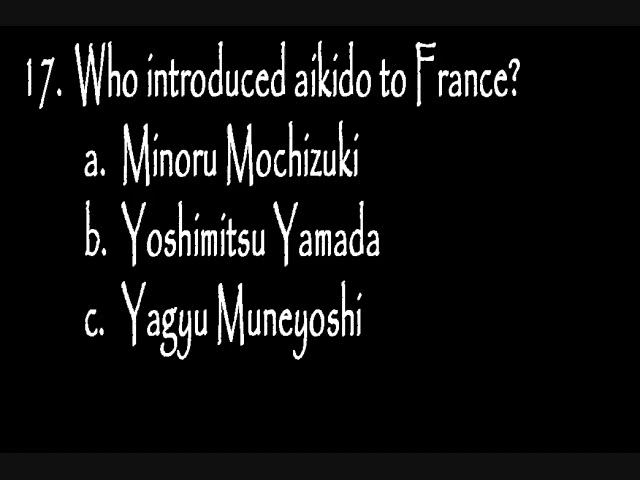 17. Who introduced aikido to France?
a. Minoru Mochizuki
b. Yoshimitsu Yamada
c. Yagyu Muneyoshi